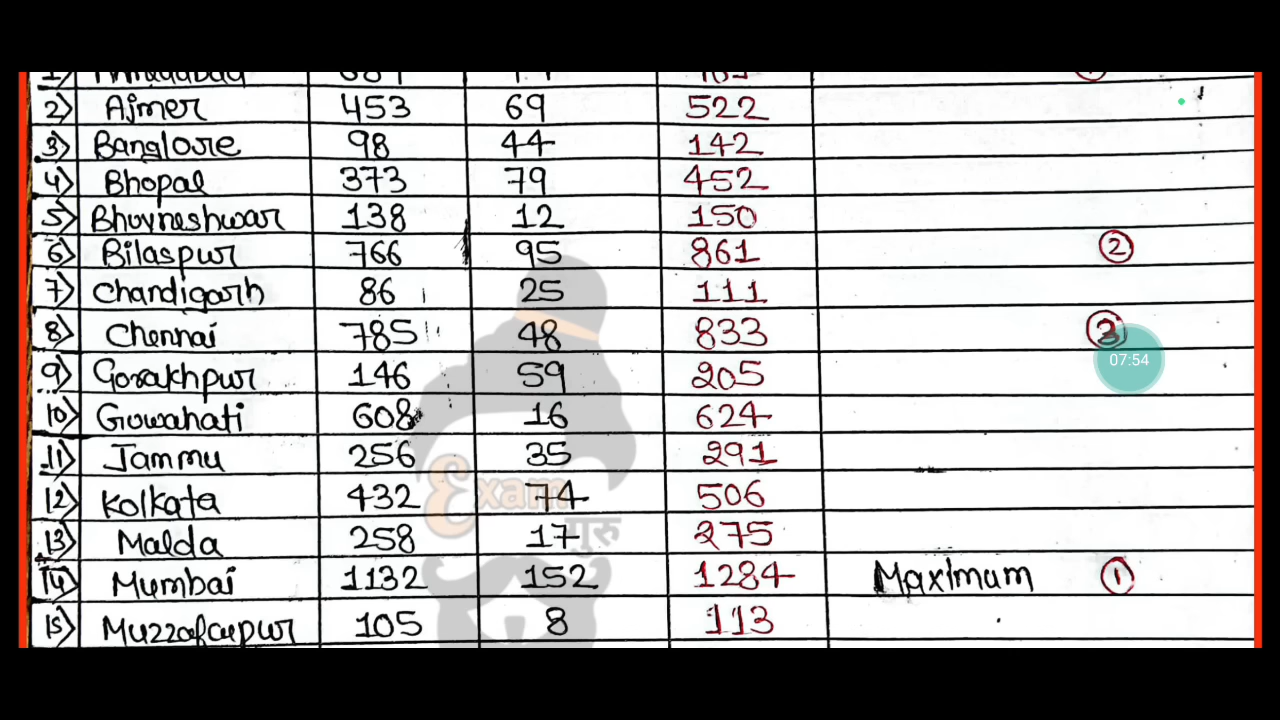 2) Ajmer 453 69 522
3) Banglore 98 44 142
4) Bhopal 373 79 452
5) Bhuvneshwar 138 12 150
6) Bilaspur 766 95 861 2
7) Chandigarh 86 25 111
8) Chennai 785 48 833 3
07:54
9) Gorakhpur 146 59 205
10) Guwahati 608 16 624
11) Jammu 256 35 291
12) Kolkata 432 74 506
Exam
गुरु
13) Malda 258 17 275
14) Mumbai 1132 152 1284 Maximum 1
15) Muzzafarpur 105 8 113